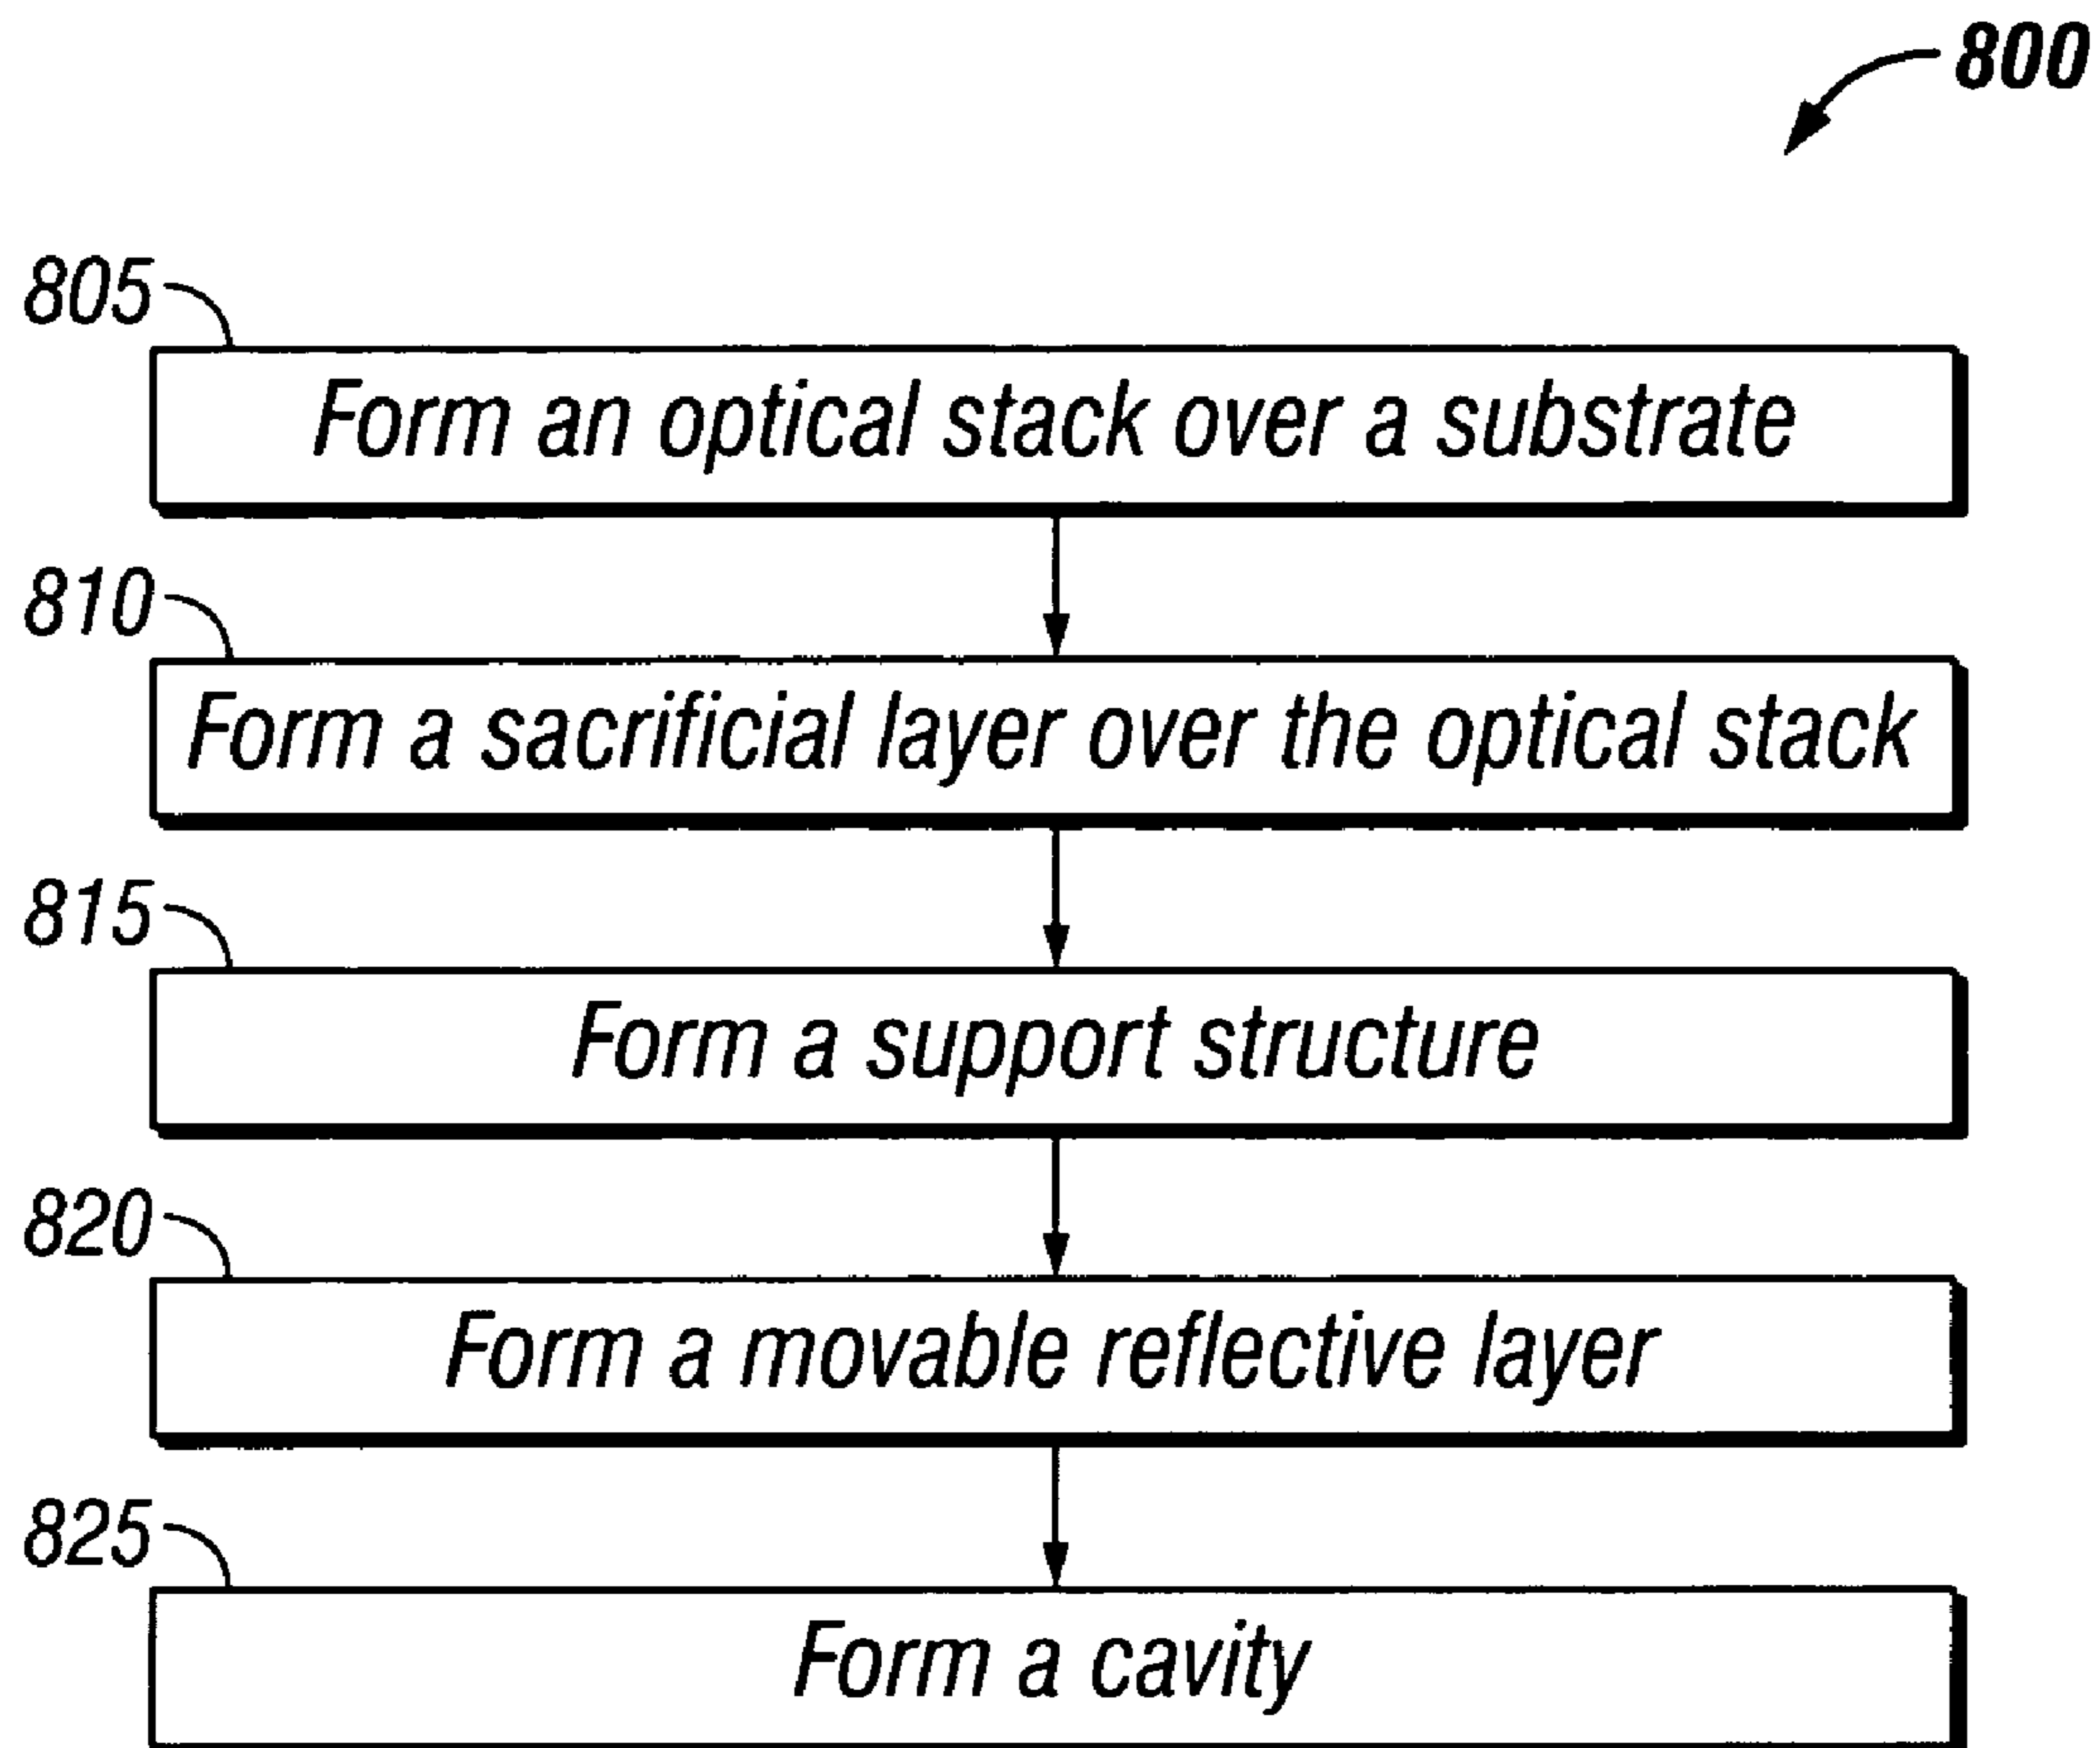 800
805
Form an optical stack over a substrate
810
Form a sacrificial layer over the optical stack
815
Form a support structure
820
Form a movable reflective layer
825
Form a cavity